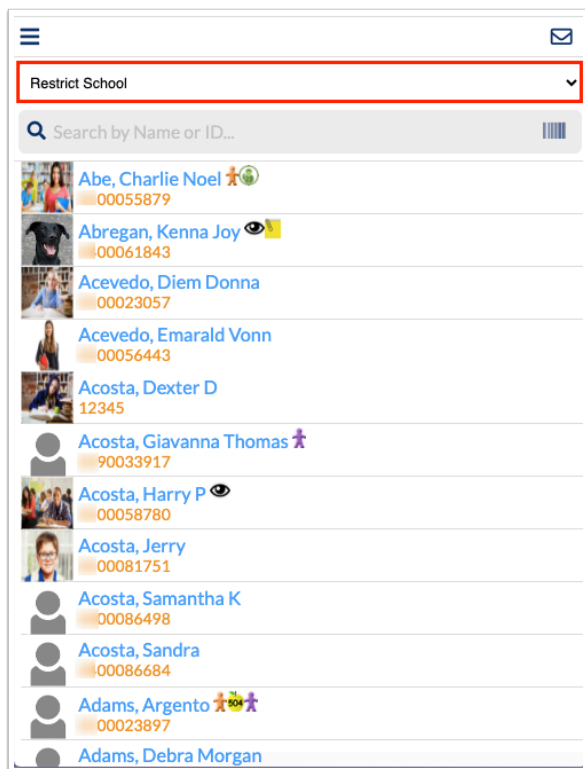 Restrict School
Search by Name or ID...
Abe, Charlie Noel
00055879
Abregan, Kenna Joy
00061843
Acevedo, Diem Donna
00023057
Acevedo, Emarald Vonn
00056443
Acosta, Dexter D
12345
Acosta, Giavanna Thomas
90033917
Acosta, Harry P
00058780
Acosta, Jerry
00081751
Acosta, Samantha K
00086498
Acosta, Sandra
00086684
Adams, Argento 504
00023897
Adams, Debra Morgan